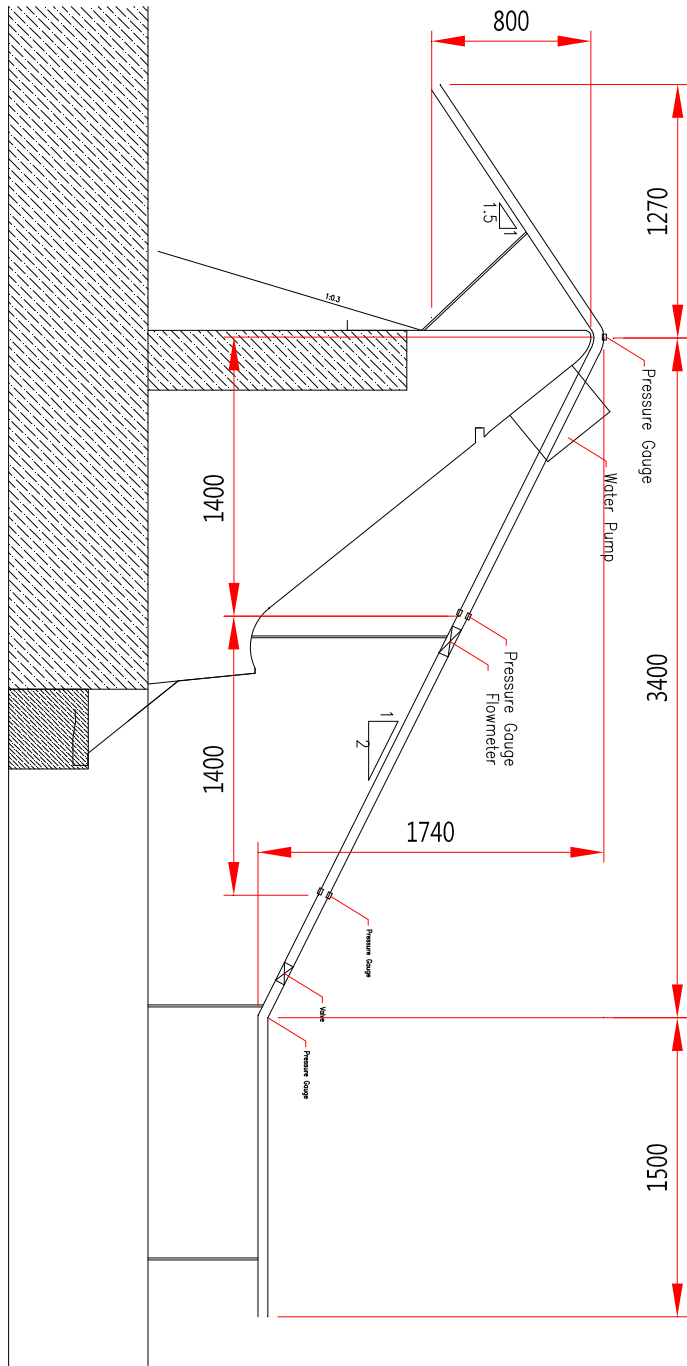 800
1270
1
1.5
1:0.3
Pressure Gauge
Water Pump
1400
3400
Pressure Gauge
Flowmeter
1
2
1400
1740
Pressure Gauge
Valve
Pressure Gauge
1500